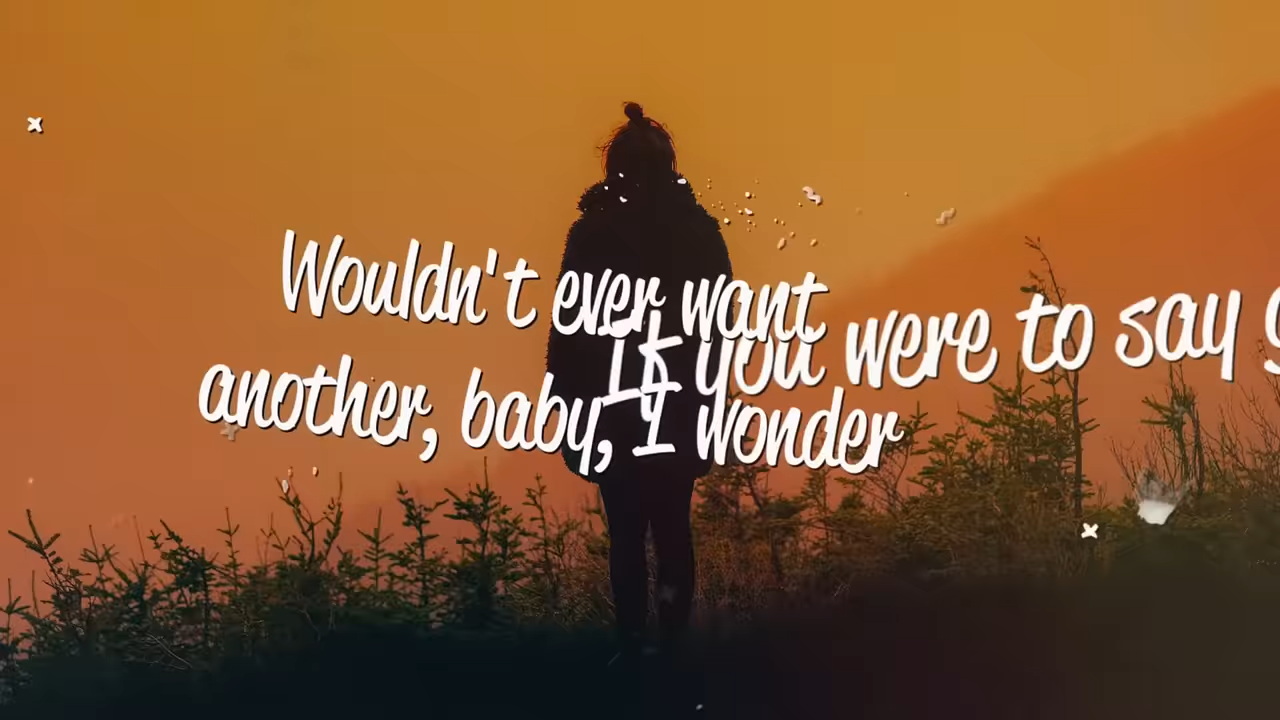 Wouldn't ever want
another, baby, I wonder
If you were to say